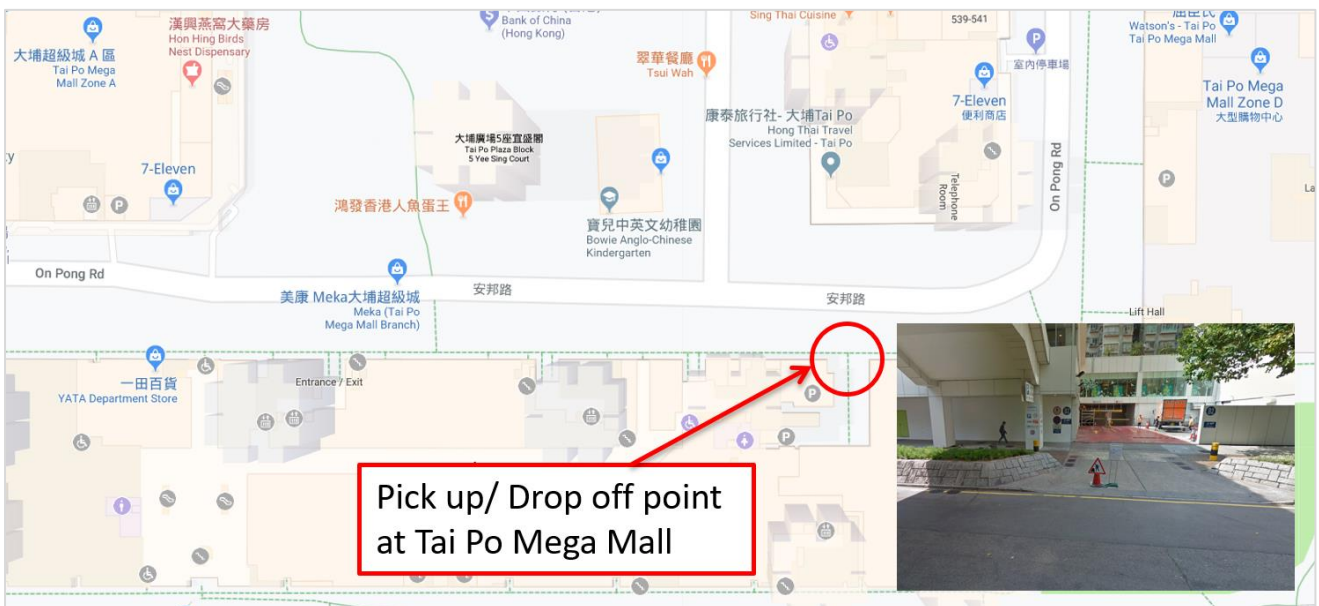 漢興燕窩大藥房
Hon Hing Birds
Nest Dispensary
大埔超級城 A 區
Tai Po Mega
Mall Zone A
Bank of China
(Hong Kong)
翠華餐廳
Tsui Wah
Sing Thai Cuisine
539-541
P
室內停車場
Watson's - Tai Po
Tai Po Mega Mall
Tai Po Mega
Mall Zone D
大型購物中心
7-Eleven
便利商店
康泰旅行社- 大埔Tai Po
Hong Thai Travel
Services Limited - Tai Po
大埔廣場5座宜盛閣
Tai Po Plaza Block
5 Yee Sing Court
7-Eleven
P
鴻發香港人魚蛋王
寶兒中英文幼稚園
Bowie Anglo-Chinese
Kindergarten
Telephone
Room
On Pong Rd
P
La
On Pong Rd
安邦路
安邦路
美康 Meka大埔超級城
Meka (Tai Po
Mega Mall Branch)
Lift Hall
一田百貨
YATA Department Store
Entrance / Exit
P
P
Pick up/ Drop off point
at Tai Po Mega Mall